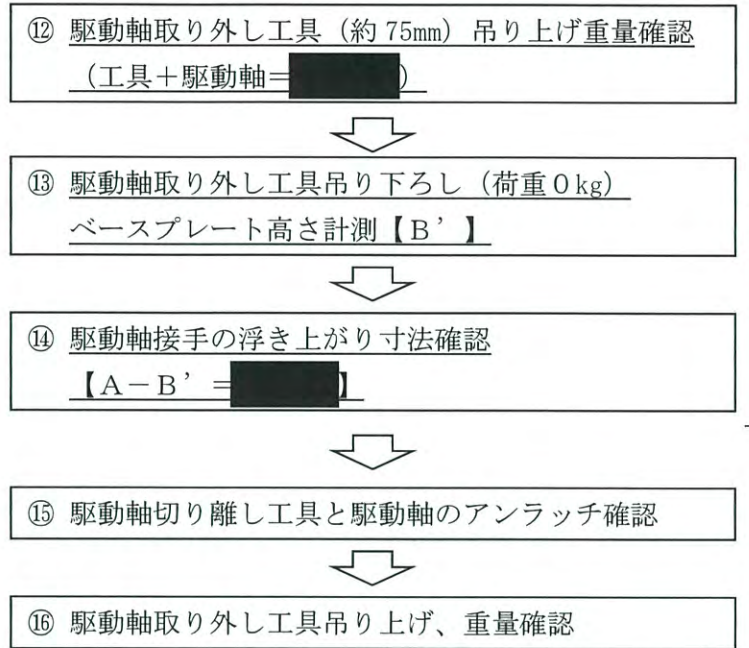 ⑫ 駆動軸取り外し工具（約75mm）吊り上げ重量確認
（工具＋駆動軸＝ ）
⑬ 駆動軸取り外し工具吊り下ろし（荷重０kg）
ベースプレート高さ計測【Ｂ’】
⑭ 駆動軸接手の浮き上がり寸法確認
【Ａ－Ｂ’＝ 】
⑮ 駆動軸切り離し工具と駆動軸のアンラッチ確認
⑯ 駆動軸取り外し工具吊り上げ、重量確認